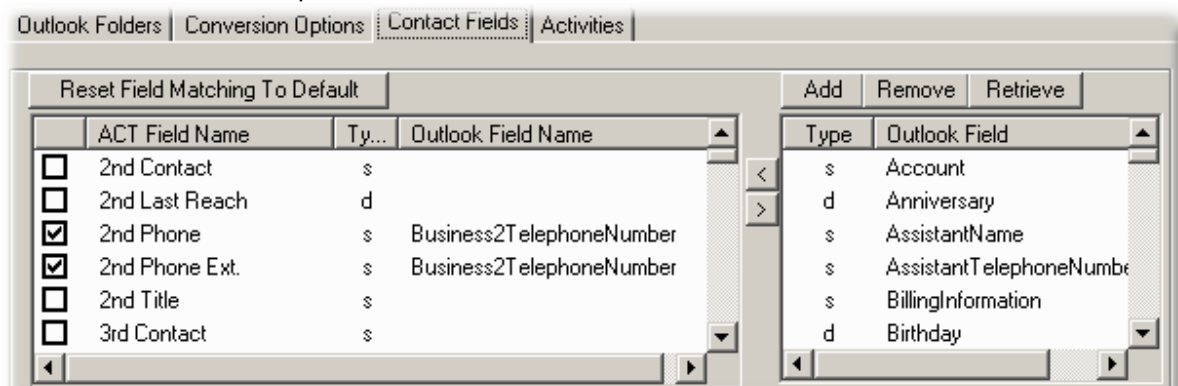 Outlook Folders Conversion Options Contact Fields Activities
Reset Field Matching To Default Add Remove Retrieve
ACT Field Name Ty... Outlook Field Name Type Outlook Field
2nd Contact s < s Account
2nd Last Reach d > d Anniversary
2nd Phone s Business2TelephoneNumber s AssistantName
2nd Phone Ext. s Business2TelephoneNumber s AssistantTelephoneNumbe
2nd Title s s BillingInformation
3rd Contact s d Birthday